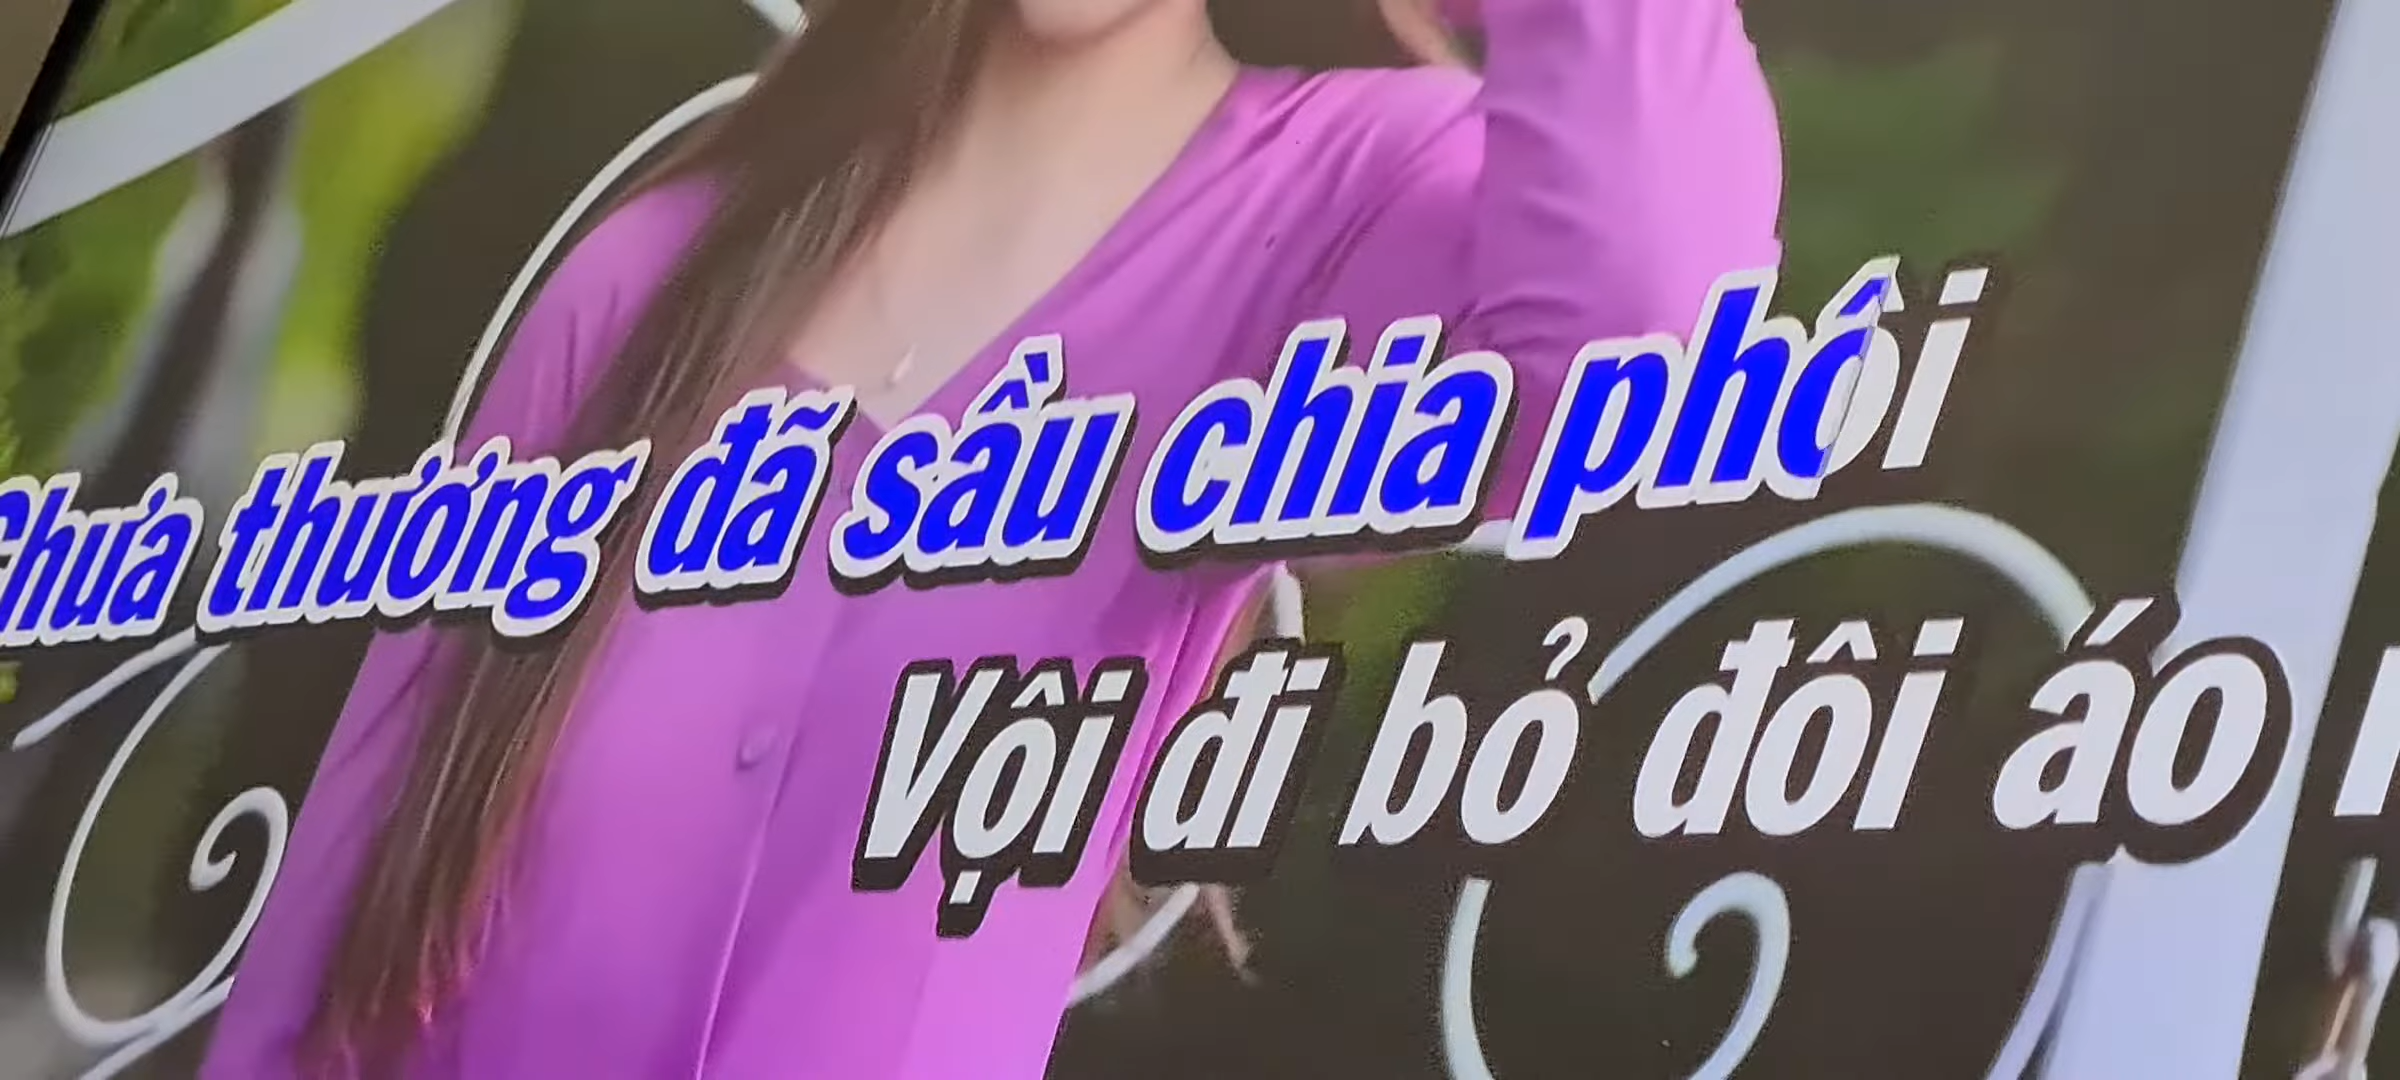 Chưa thương đã sầu chia phôi
Vội đi bỏ đôi áo